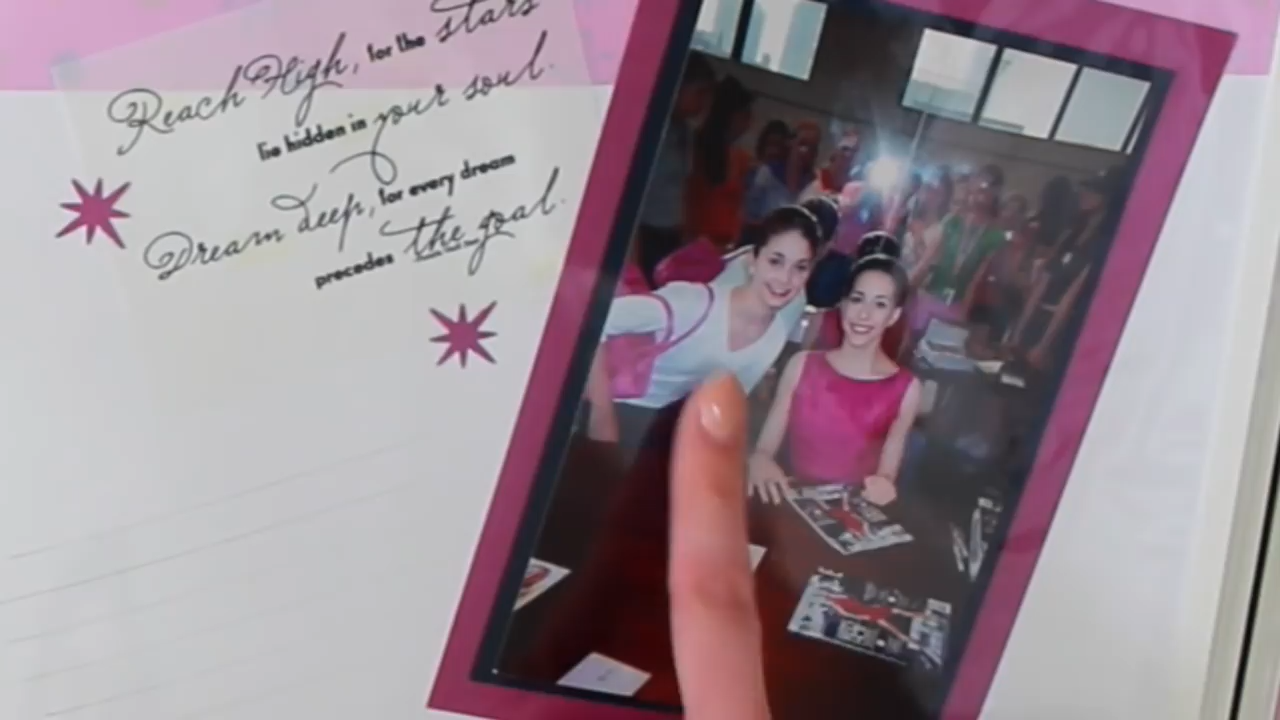 Reach High, for the stars
lie hidden in your soul.
Dream deep, for every dream
precedes the goal.